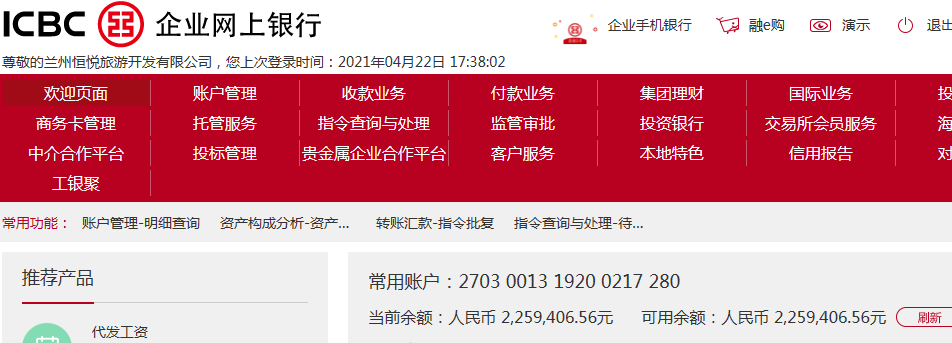 ICBC 企业网上银行 企业手机银行 融e购 演示 退出
尊敬的兰州恒悦旅游开发有限公司，您上次登录时间：2021年04月22日 17:38:02
欢迎页面 账户管理 收款业务 付款业务 集团理财 国际业务 投
商务卡管理 托管服务 指令查询与处理 监管审批 投资银行 交易所会员服务 海
中介合作平台 投标管理 贵金属企业合作平台 客户服务 本地特色 信用报告 对
工银聚
常用功能： 账户管理-明细查询 资产构成分析-资产... 转账汇款-指令批复 指令查询与处理-待...
推荐产品
常用账户：2703 0013 1920 0217 280
当前余额：人民币 2,259,406.56元 可用余额：人民币 2,259,406.56元 刷新
代发工资